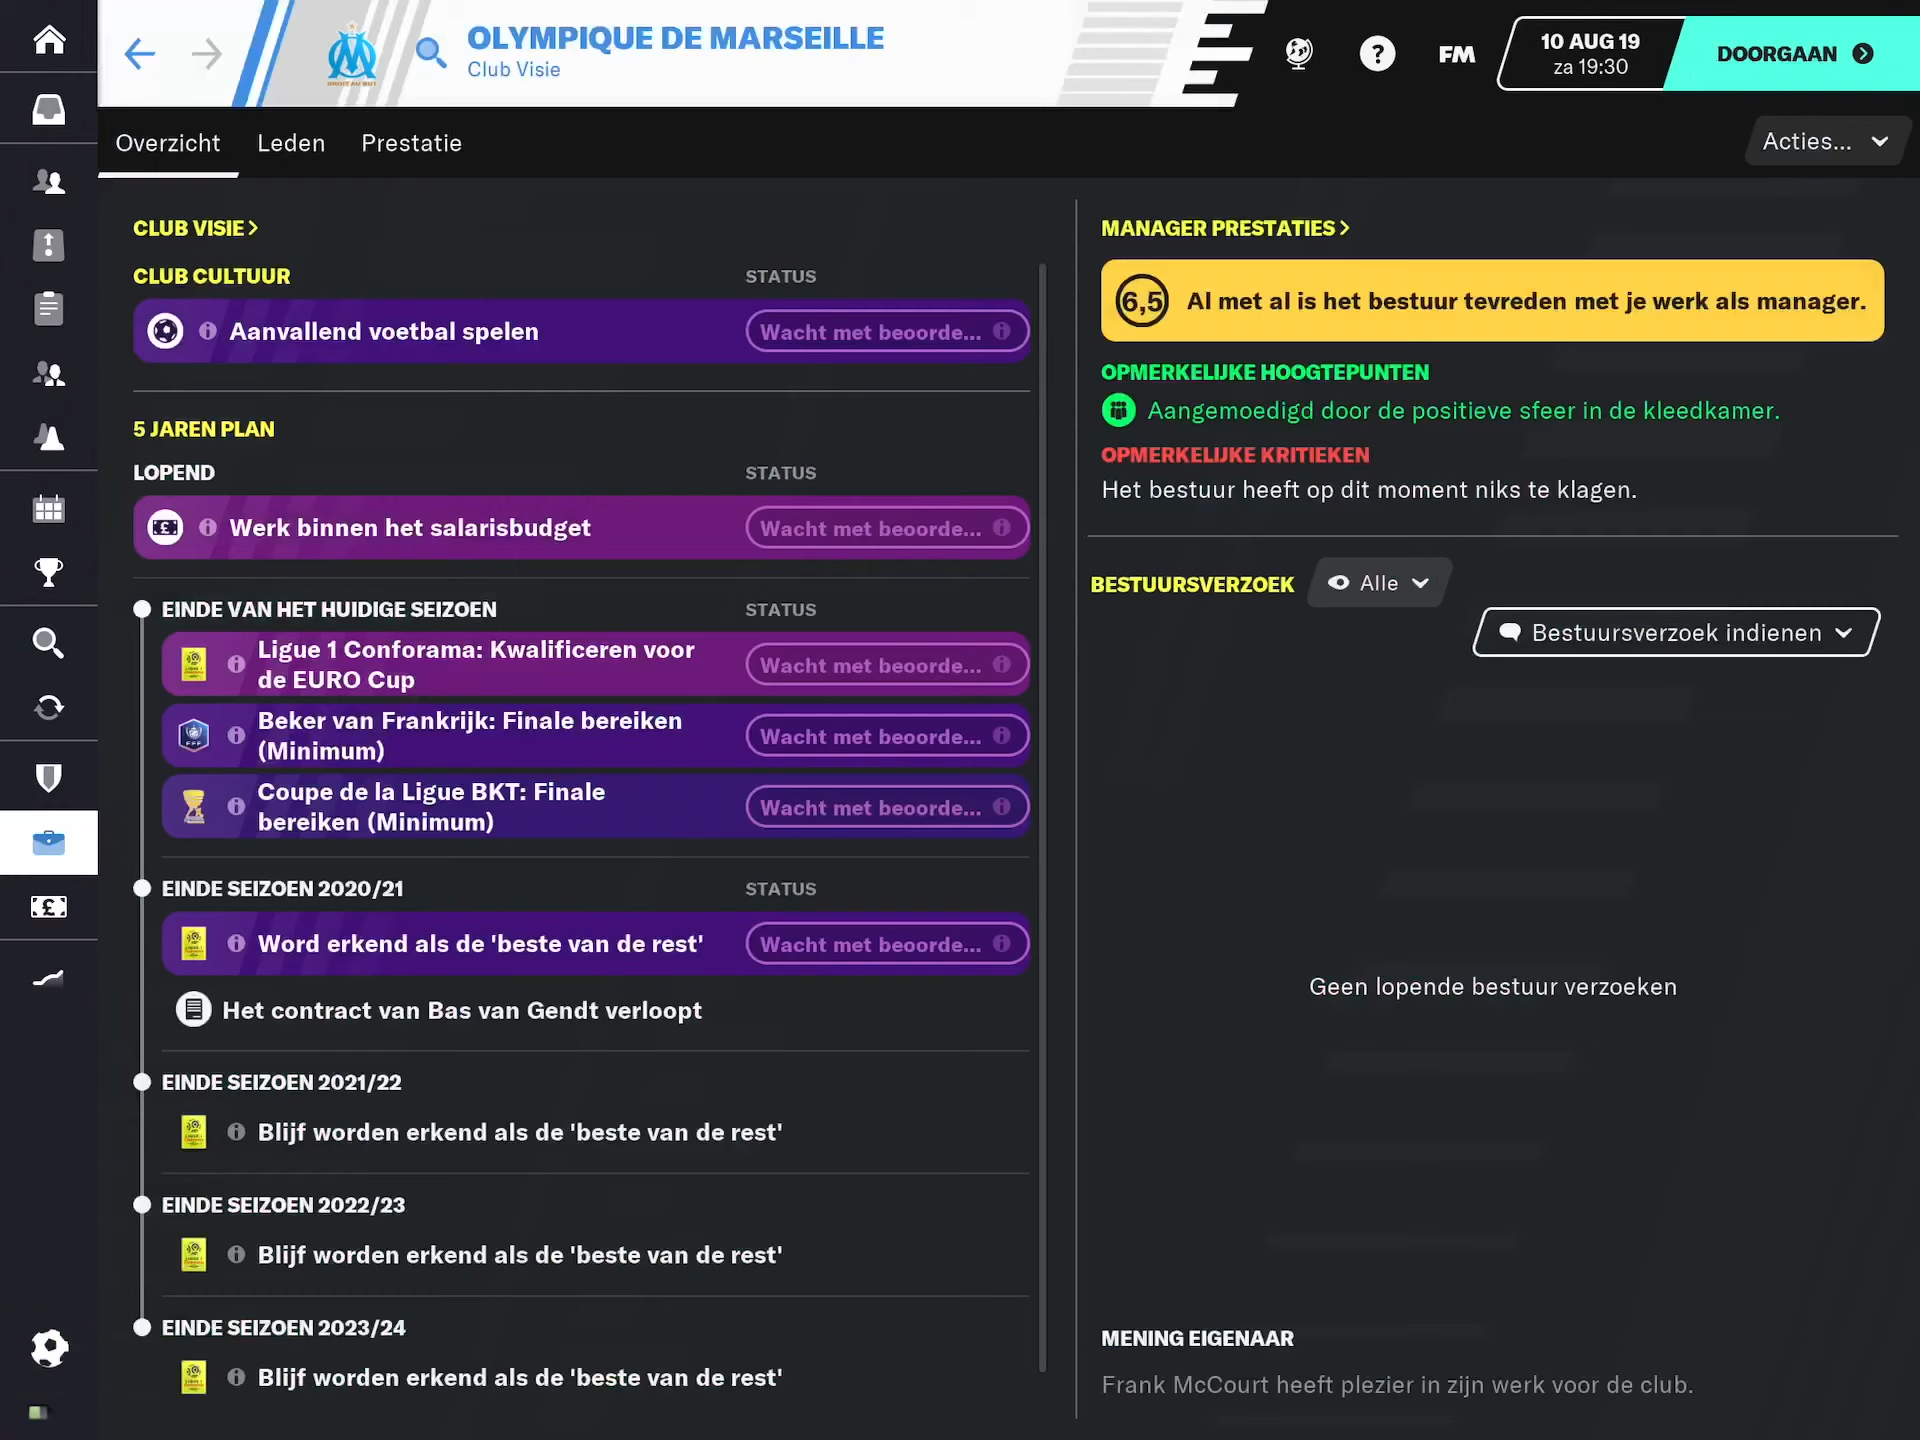 OLYMPIQUE DE MARSEILLE
Club Visie
FM
10 AUG 19
za 19:30
DOORGAAN
Overzicht
Leden
Prestatie
Acties...
CLUB VISIE
CLUB CULTUUR
STATUS
Aanvallend voetbal spelen
Wacht met beoorde...
5 JAREN PLAN
LOPEND
STATUS
Werk binnen het salarisbudget
Wacht met beoorde...
EINDE VAN HET HUIDIGE SEIZOEN
STATUS
Ligue 1 Conforama: Kwalificeren voor
de EURO Cup
Wacht met beoorde...
Beker van Frankrijk: Finale bereiken
(Minimum)
Wacht met beoorde...
Coupe de la Ligue BKT: Finale
bereiken (Minimum)
Wacht met beoorde...
EINDE SEIZOEN 2020/21
STATUS
Word erkend als de 'beste van de rest'
Wacht met beoorde...
Het contract van Bas van Gendt verloopt
EINDE SEIZOEN 2021/22
Blijf worden erkend als de 'beste van de rest'
EINDE SEIZOEN 2022/23
Blijf worden erkend als de 'beste van de rest'
EINDE SEIZOEN 2023/24
Blijf worden erkend als de 'beste van de rest'
MANAGER PRESTATIES
6,5
Al met al is het bestuur tevreden met je werk als manager.
OPMERKELIJKE HOOGTEPUNTEN
Aangemoedigd door de positieve sfeer in de kleedkamer.
OPMERKELIJKE KRITIEKEN
Het bestuur heeft op dit moment niks te klagen.
BESTUURSVERZOEK
Alle
Bestuursverzoek indienen
Geen lopende bestuur verzoeken
MENING EIGENAAR
Frank McCourt heeft plezier in zijn werk voor de club.